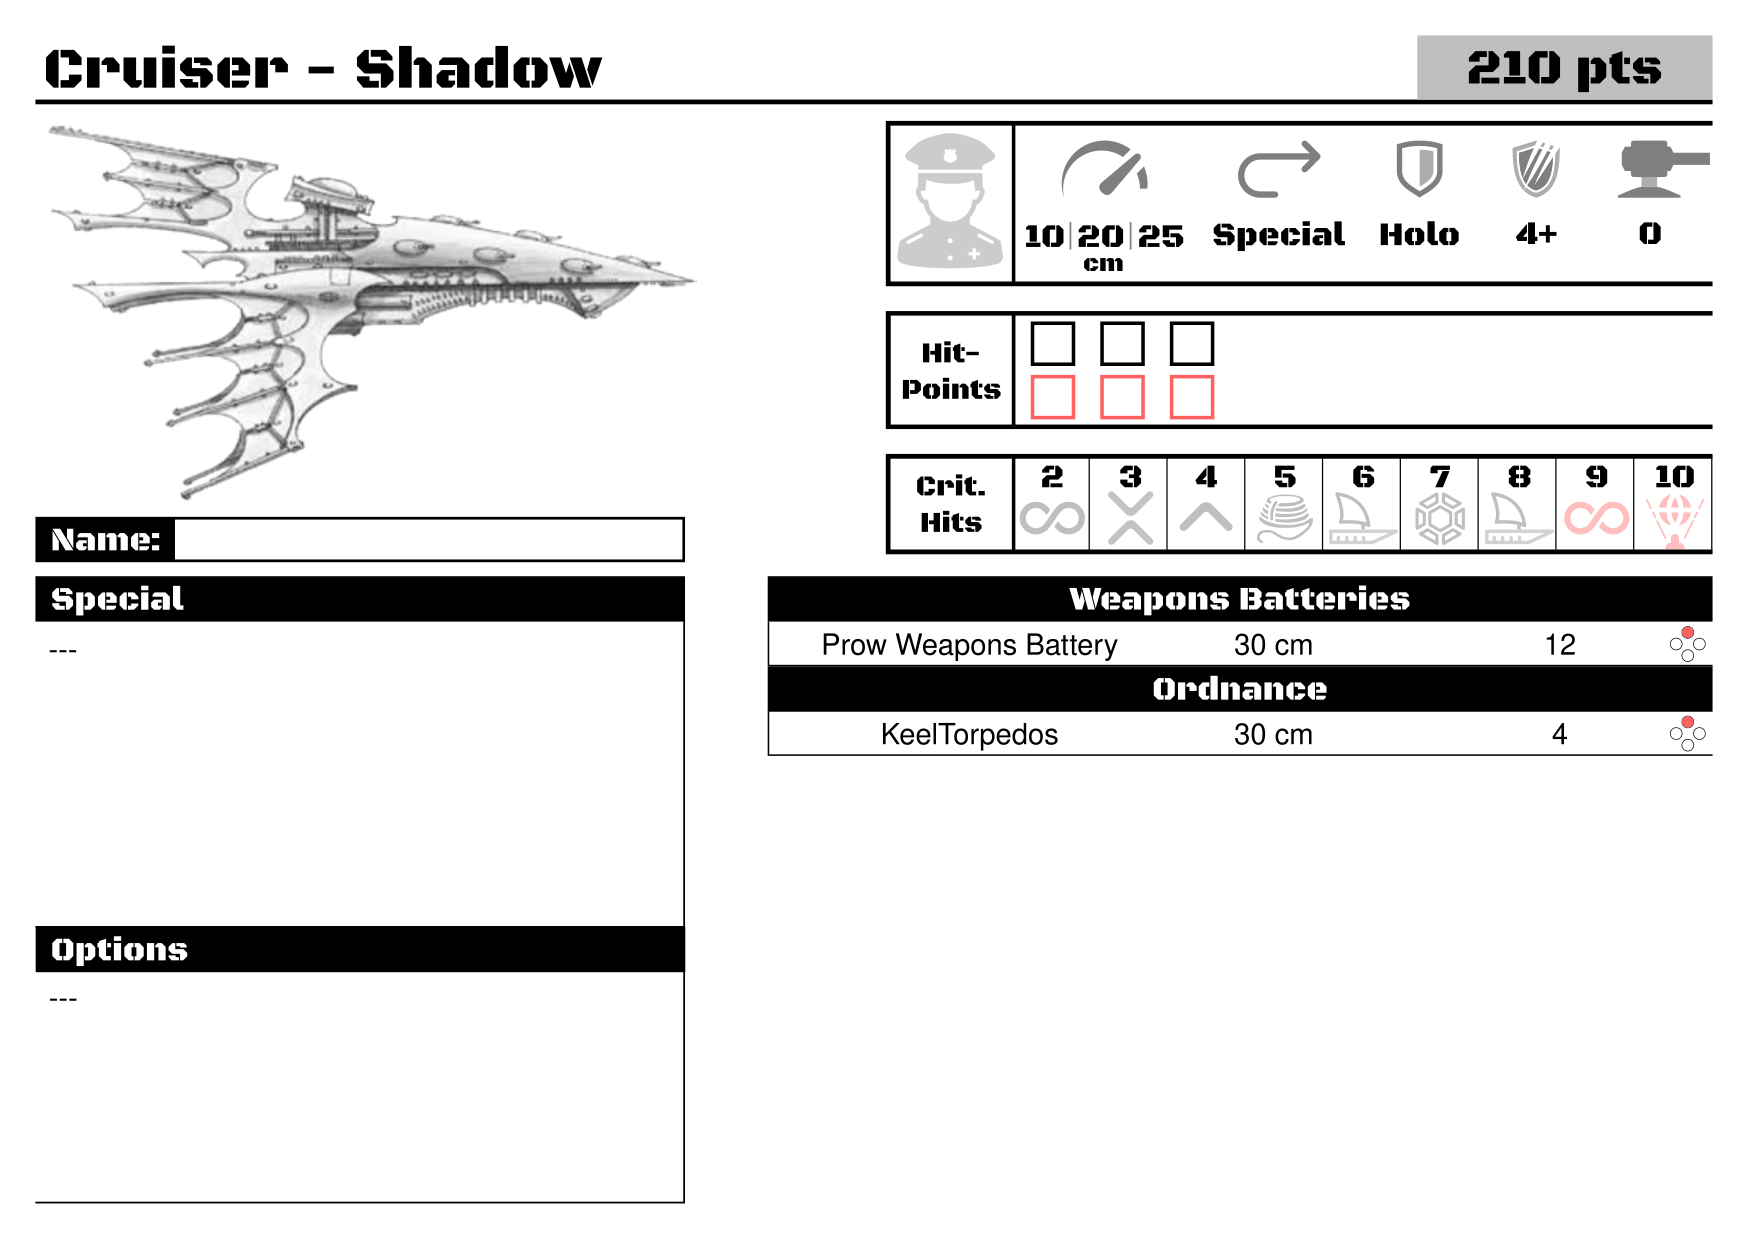 Cruiser - Shadow
210 pts
10|20|25 cm
Special
Holo
4+
0
Hit-
Points
Crit.
Hits
2 3 4 5 6 7 8 9 10
Name:
Special
---
Options
---
Weapons Batteries
Prow Weapons Battery 30 cm 12
Ordnance
KeelTorpedos 30 cm 4